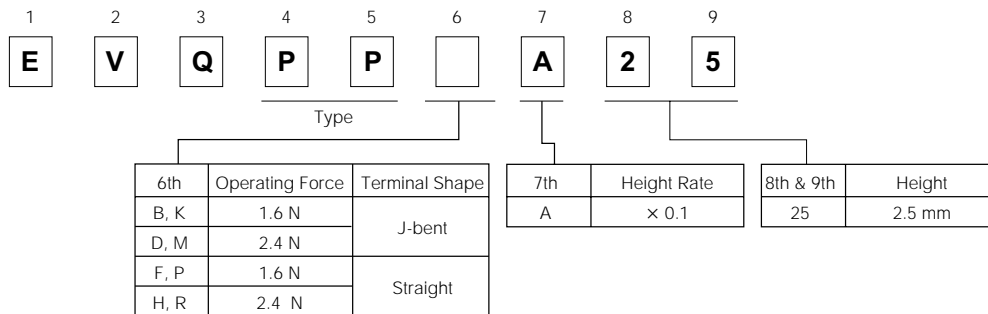 1 2 3 4 5 6 7 8 9
E V Q P P A 2 5
Type
6th Operating Force Terminal Shape
B, K 1.6 N J-bent
D, M 2.4 N
F, P 1.6 N Straight
H, R 2.4 N
7th Height Rate
A × 0.1
8th & 9th Height
25 2.5 mm